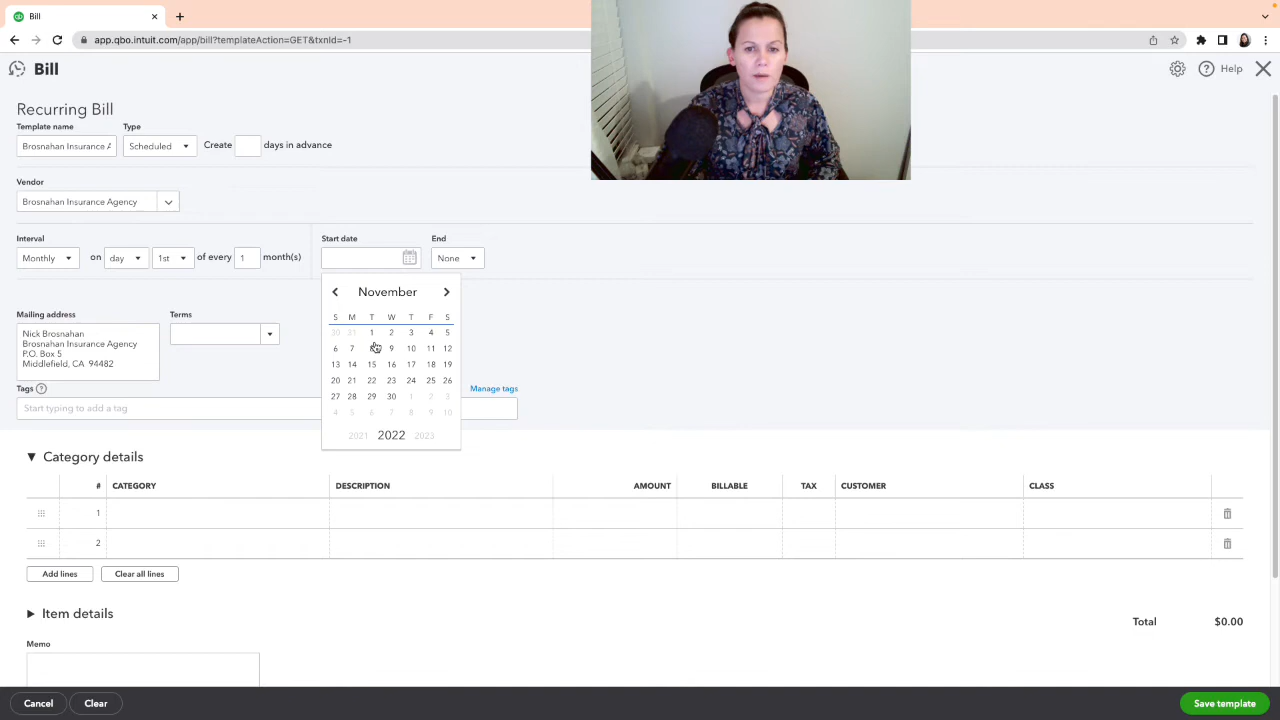 qb Bill
app.qbo.intuit.com/app/bill?templateAction=GET&txnId=-1
Bill
Help
Recurring Bill
Template name Type
Brosnahan Insurance A Scheduled Create days in advance
Vendor
Brosnahan Insurance Agency
Interval Start date End
Monthly on day 1st of every 1 month(s) None
November
S M T W T F S
30 31 1 2 3 4 5
6 7 8 9 10 11 12
13 14 15 16 17 18 19
20 21 22 23 24 25 26
27 28 29 30 1 2 3
4 5 6 7 8 9 10
2021 2022 2023
Mailing address Terms
Nick Brosnahan
Brosnahan Insurance Agency
P.O. Box 5
Middlefield, CA 94482
Tags ? Manage tags
Start typing to add a tag
Category details
# CATEGORY DESCRIPTION AMOUNT BILLABLE TAX CUSTOMER CLASS
1
2
Add lines Clear all lines
Item details
Total $0.00
Memo
Cancel Clear Save template